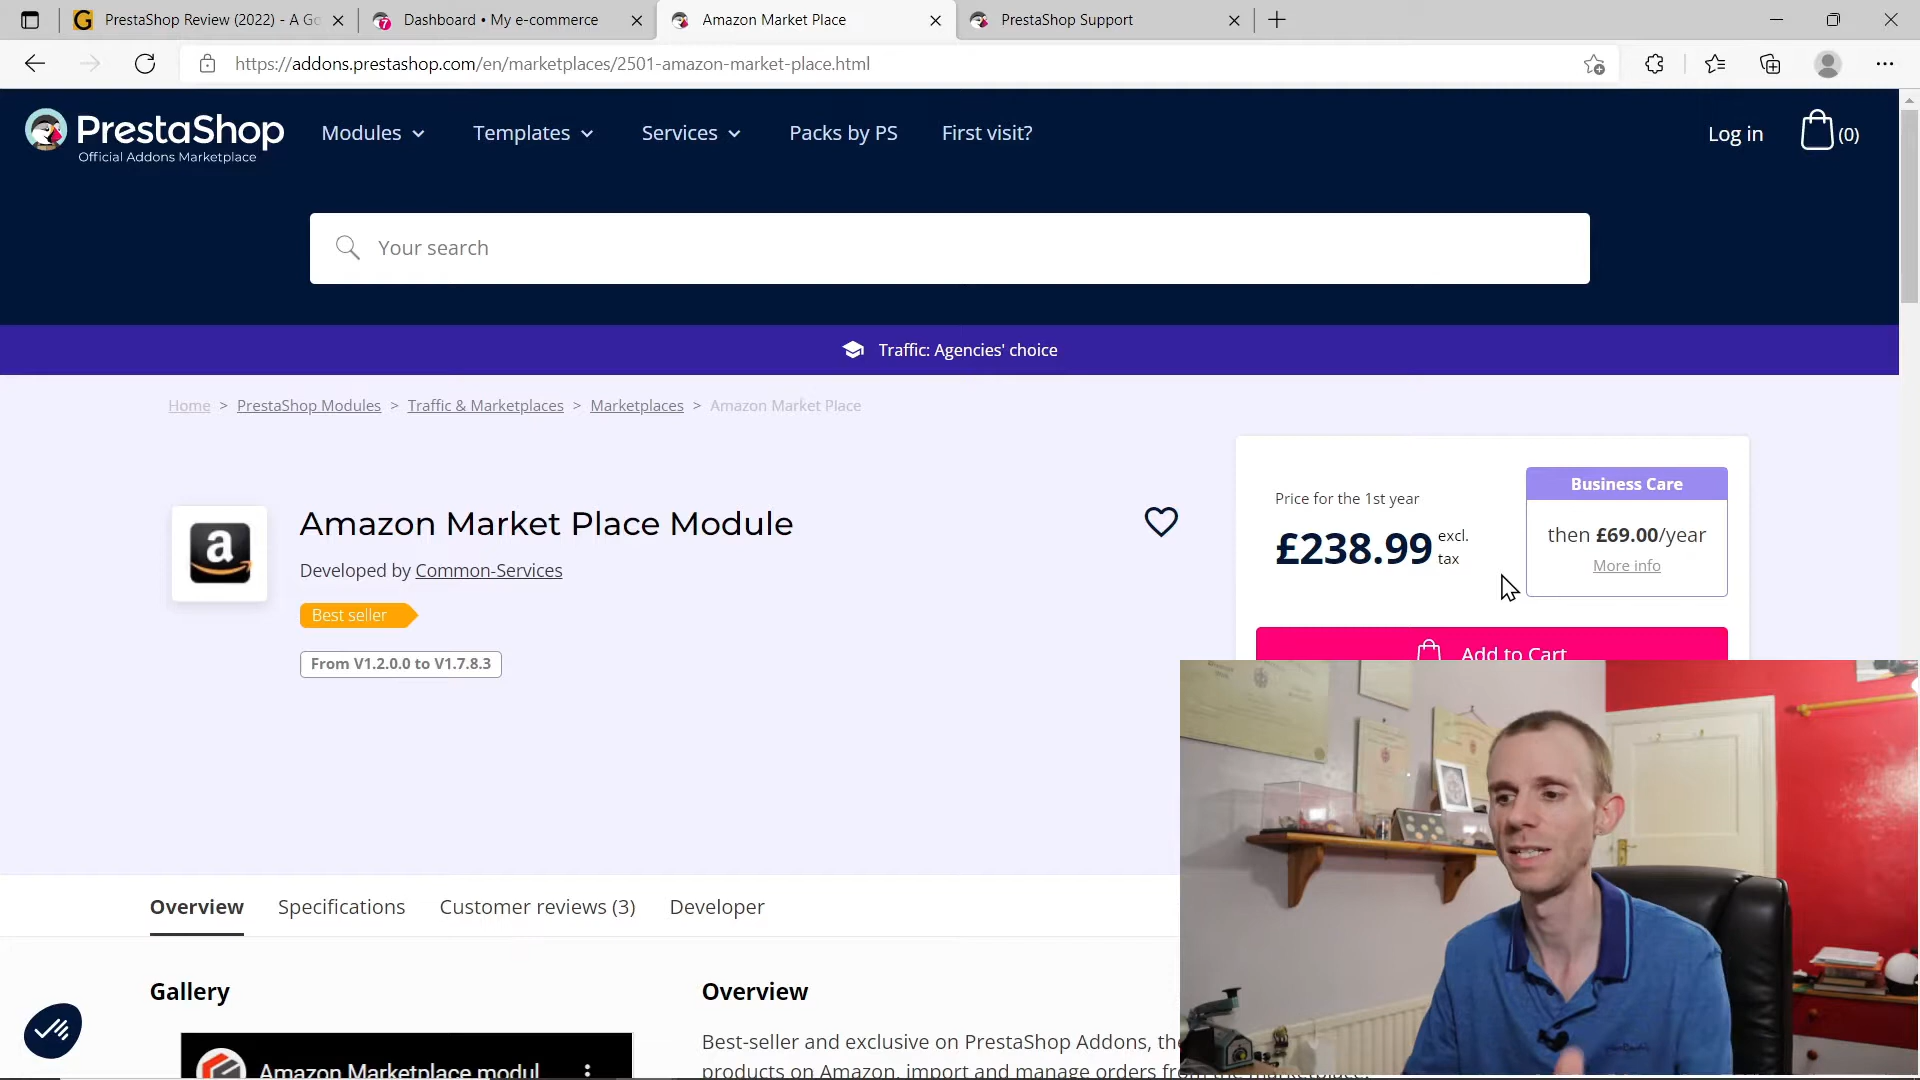 PrestaShop Review (2022) - A Go
Dashboard • My e-commerce
Amazon Market Place
PrestaShop Support
https://addons.prestashop.com/en/marketplaces/2501-amazon-market-place.html
PrestaShop
Official Addons Marketplace
Modules
Templates
Services
Packs by PS
First visit?
Log in
(0)
Your search
Traffic: Agencies' choice
Home > PrestaShop Modules > Traffic & Marketplaces > Marketplaces > Amazon Market Place
Amazon Market Place Module
Developed by Common-Services
Best seller
From V1.2.0.0 to V1.7.8.3
Price for the 1st year
£238.99 excl. tax
Business Care
then £69.00/year
More info
Add to Cart
Overview
Specifications
Customer reviews (3)
Developer
Gallery
Amazon Marketplace modul
Overview
Best-seller and exclusive on PrestaShop Addons, the
products on Amazon, import and manage orders from